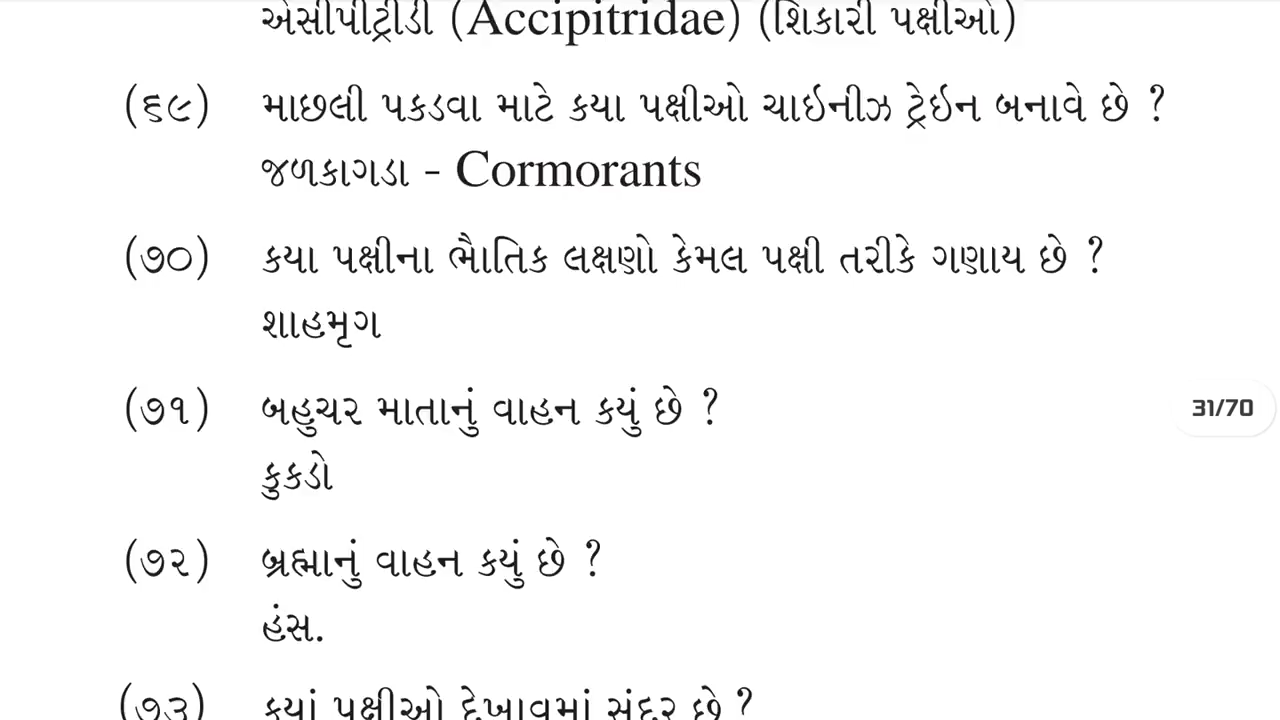 એસીપીટ્રીડી (Accipitridae) (શિકારી પક્ષીઓ)
(૬૯) માછલી પકડવા માટે કયા પક્ષીઓ ચાઇનીઝ ટ્રેઇન બનાવે છે ?
જળકાગડા - Cormorants
(૭૦) કયા પક્ષીના ભૌતિક લક્ષણો કેમલ પક્ષી તરીકે ગણાય છે ?
શાહમૃગ
31/70
(૭૧) બહુચર માતાનું વાહન કયું છે ?
કુકડો
(૭૨) બ્રહ્માનું વાહન કયું છે ?
હંસ.
(૭૩) કયાં પક્ષીઓ દેખાવમાં સુંદર છે ?